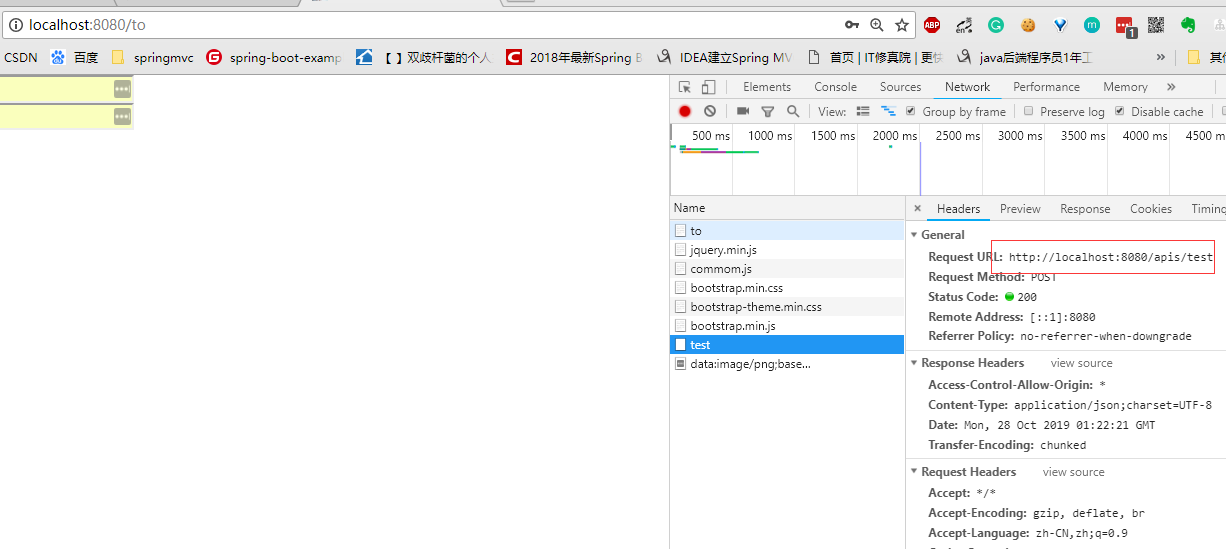 localhost:8080/to
CSDN 百度 springmvc spring-boot-examp 【 】双歧杆菌的个人 2018年最新Spring B IDEA建立Spring MV 首页 | IT修真院 | 更快 java后端程序员1年工 » 其他
Elements Console Sources Network Performance Memory »
View: Group by frame Preserve log Disable cache
500 ms 1000 ms 1500 ms 2000 ms 2500 ms 3000 ms 3500 ms 4000 ms 4500
Name
to
jquery.min.js
commom.js
bootstrap.min.css
bootstrap-theme.min.css
bootstrap.min.js
test
data:image/png;base...
× Headers Preview Response Cookies Timing
General
Request URL: http://localhost:8080/apis/test
Request Method: POST
Status Code: 200
Remote Address: [::1]:8080
Referrer Policy: no-referrer-when-downgrade
Response Headers view source
Access-Control-Allow-Origin: *
Content-Type: application/json;charset=UTF-8
Date: Mon, 28 Oct 2019 01:22:21 GMT
Transfer-Encoding: chunked
Request Headers view source
Accept: */*
Accept-Encoding: gzip, deflate, br
Accept-Language: zh-CN,zh;q=0.9